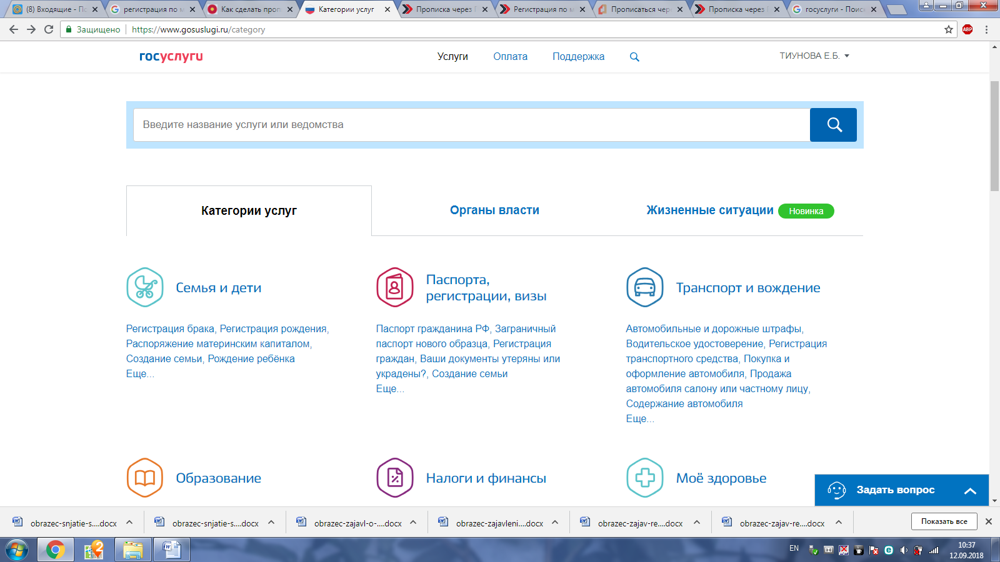 (8) Входящие - По
регистрация по м
Как сделать проп
Категории услуг
Прописка через Г
Регистрация по м
Прописаться чер
Прописка через Г
госуслуги - Поиск
Защищено
https://www.gosuslugi.ru/category
ABP
госуслуги
Услуги
Оплата
Поддержка
ТИУНОВА Е.Б.
Введите название услуги или ведомства
Категории услуг
Органы власти
Жизненные ситуации
Новинка
Семья и дети
Регистрация брака, Регистрация рождения,
Распоряжение материнским капиталом,
Создание семьи, Рождение ребёнка
Еще...
Паспорта,
регистрации, визы
Паспорт гражданина РФ, Заграничный
паспорт нового образца, Регистрация
граждан, Ваши документы утеряны или
украдены?, Создание семьи
Еще...
Транспорт и вождение
Автомобильные и дорожные штрафы,
Водительское удостоверение, Регистрация
транспортного средства, Покупка и
оформление автомобиля, Продажа
автомобиля салону или частному лицу,
Содержание автомобиля
Еще...
Образование
Налоги и финансы
Моё здоровье
Задать вопрос
obrazec-snjatie-s....docx
obrazec-snjatie-s....docx
obrazec-zajavl-o-....docx
obrazec-zajavleni....docx
obrazec-zajav-re....docx
obrazec-zajav-re....docx
Показать все
2
EN
10:37
12.09.2018